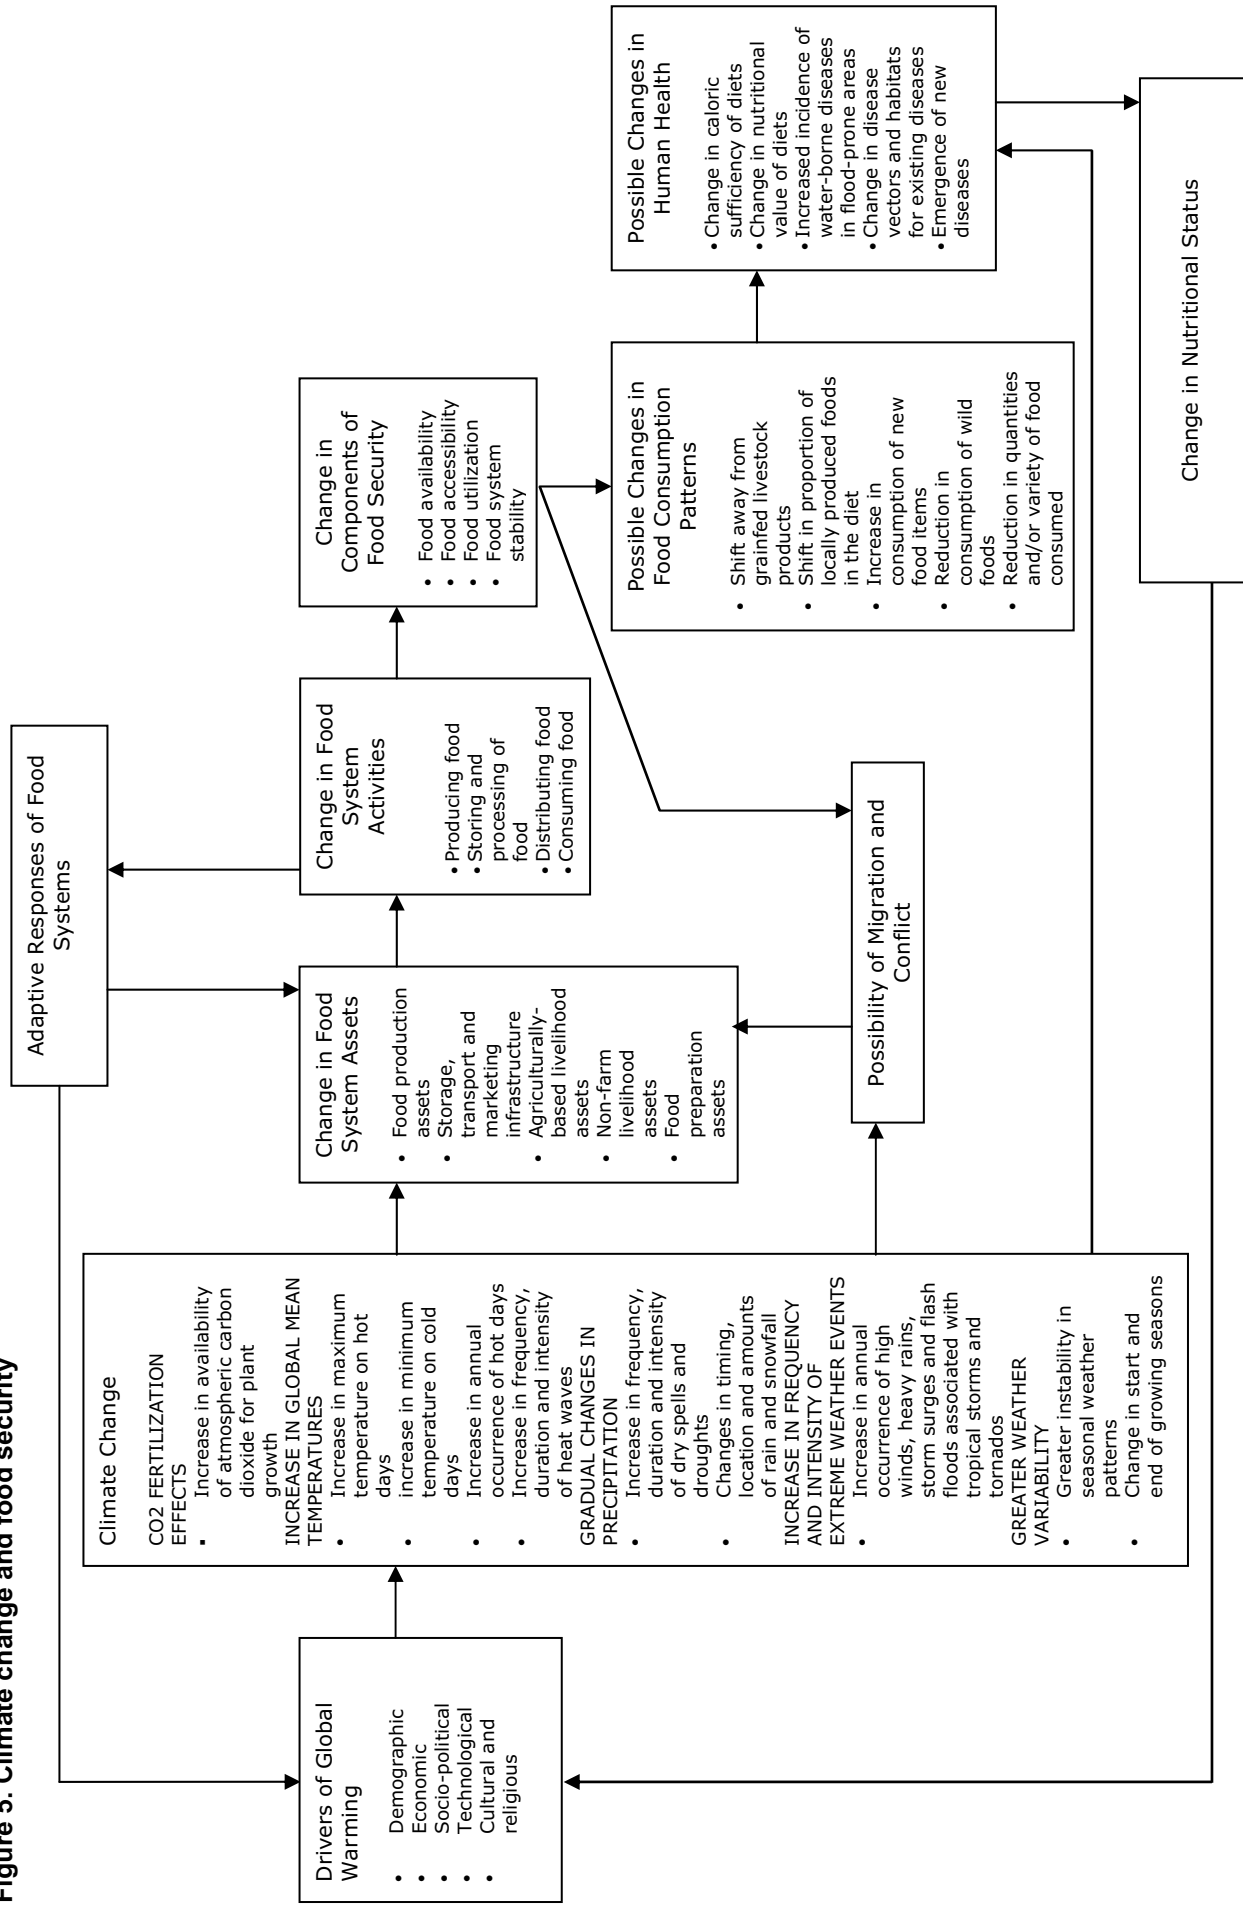 Figure 5. Climate change and food security
Adaptive Responses of Food
Systems
Drivers of Global
Warming
• Demographic
• Economic
• Socio-political
• Technological
• Cultural and
religious
Climate Change
CO2 FERTILIZATION
EFFECTS
▪ Increase in availability
of atmospheric carbon
dioxide for plant
growth
INCREASE IN GLOBAL MEAN
TEMPERATURES
• Increase in maximum
temperature on hot
days
• increase in minimum
temperature on cold
days
• Increase in annual
occurrence of hot days
• Increase in frequency,
duration and intensity
of heat waves
GRADUAL CHANGES IN
PRECIPITATION
• Increase in frequency,
duration and intensity
of dry spells and
droughts
• Changes in timing,
location and amounts
of rain and snowfall
INCREASE IN FREQUENCY
AND INTENSITY OF
EXTREME WEATHER EVENTS
• Increase in annual
occurrence of high
winds, heavy rains,
storm surges and flash
floods associated with
tropical storms and
tornados
GREATER WEATHER
VARIABILITY
• Greater instability in
seasonal weather
patterns
• Change in start and
end of growing seasons
Change in Food
System Assets
• Food production
assets
• Storage,
transport and
marketing
infrastructure
• Agriculturally-
based livelihood
assets
• Non-farm
livelihood
assets
• Food
preparation
assets
Change in Food
System
Activities
• Producing food
• Storing and
processing of
food
• Distributing food
• Consuming food
Change in
Components of
Food Security
• Food availability
• Food accessibility
• Food utilization
• Food system
stability
Possibility of Migration and
Conflict
Possible Changes in
Food Consumption
Patterns
• Shift away from
grainfed livestock
products
• Shift in proportion of
locally produced foods
in the diet
• Increase in
consumption of new
food items
• Reduction in
consumption of wild
foods
• Reduction in quantities
and/or variety of food
consumed
Possible Changes in
Human Health
• Change in caloric
sufficiency of diets
• Change in nutritional
value of diets
• Increased incidence of
water-borne diseases
in flood-prone areas
• Change in disease
vectors and habitats
for existing diseases
• Emergence of new
diseases
Change in Nutritional Status